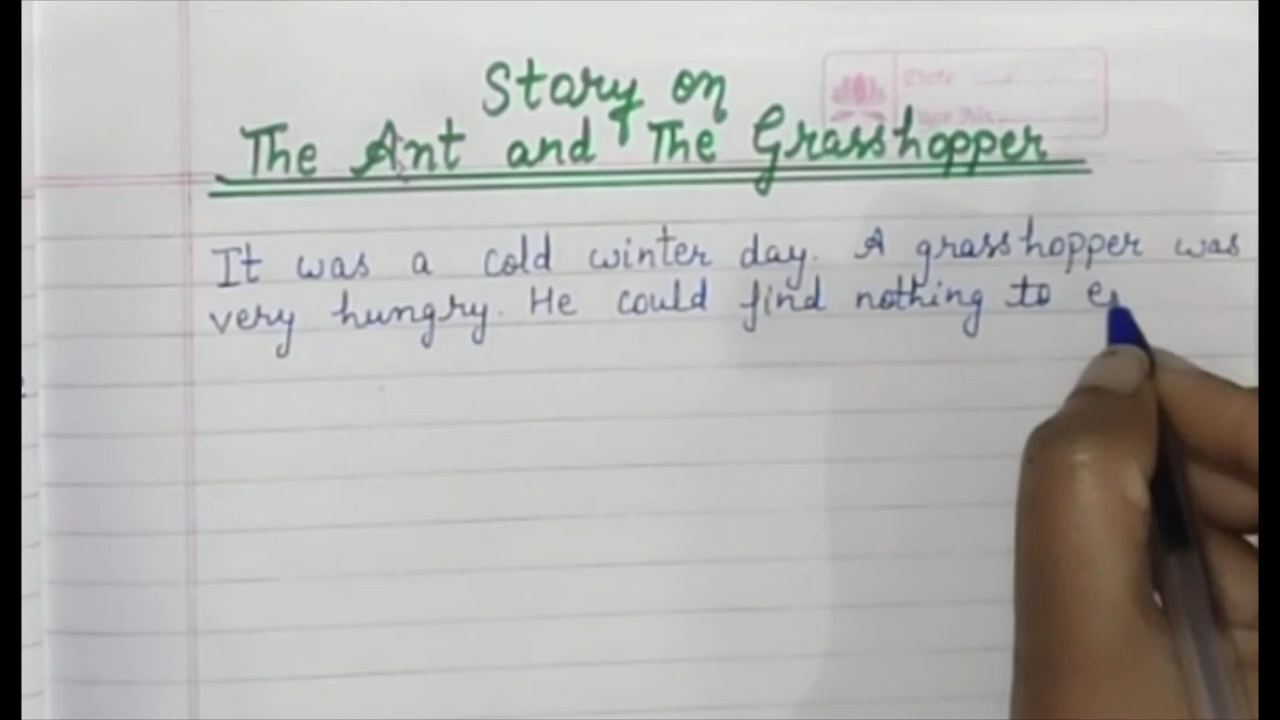 Story on
The Ant and The Grasshopper
Date
It was a cold winter day. A grasshopper was
very hungry. He could find nothing to